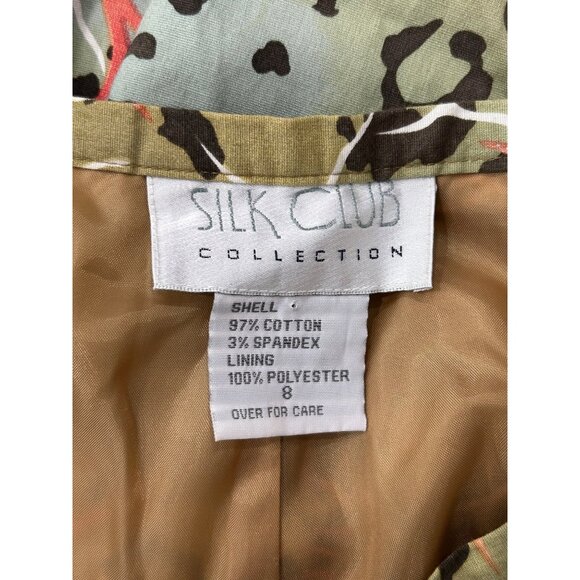 SILK CLUB
COLLECTION
SHELL
97% COTTON
3% SPANDEX
LINING
100% POLYESTER
8
OVER FOR CARE